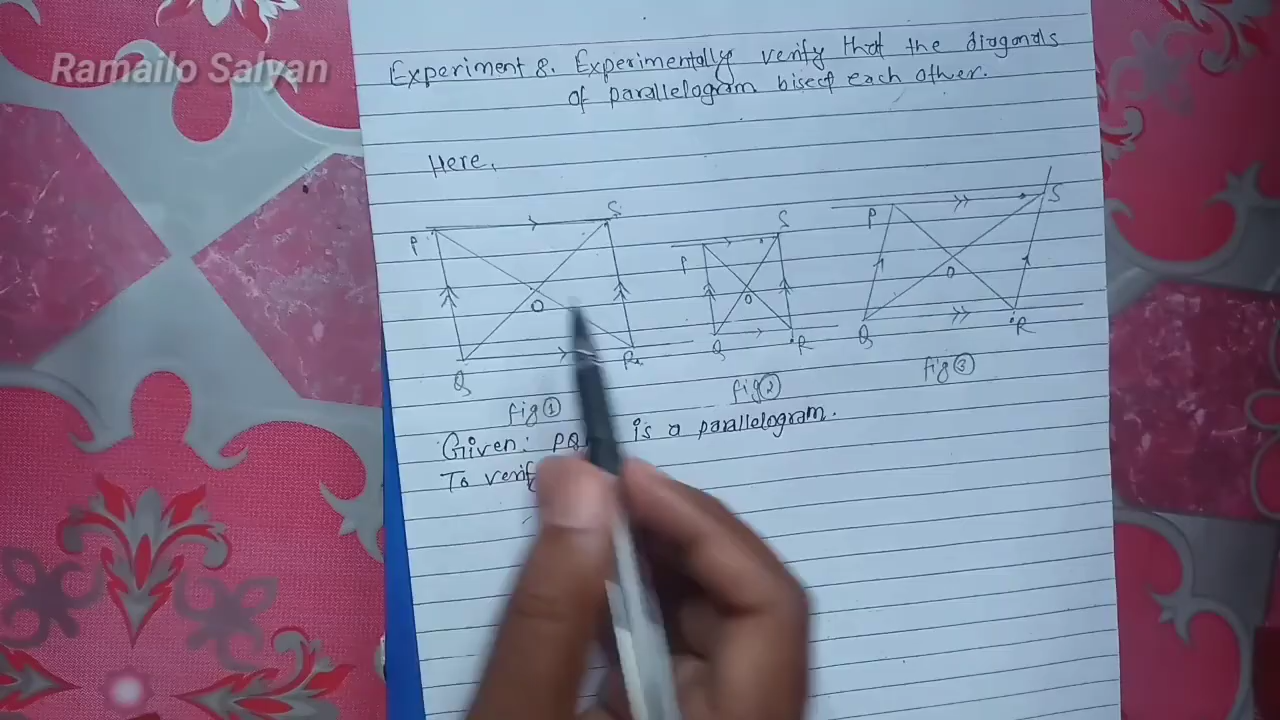 Ramailo Salyan
Experiment 8. Experimentally verify that the diagonals
of parallelogram bisect each other.
Here,
P S O Q R
P S O Q R
P S O Q R
fig ① fig ② fig ③
Given: PQ is a parallelogram.
To verify